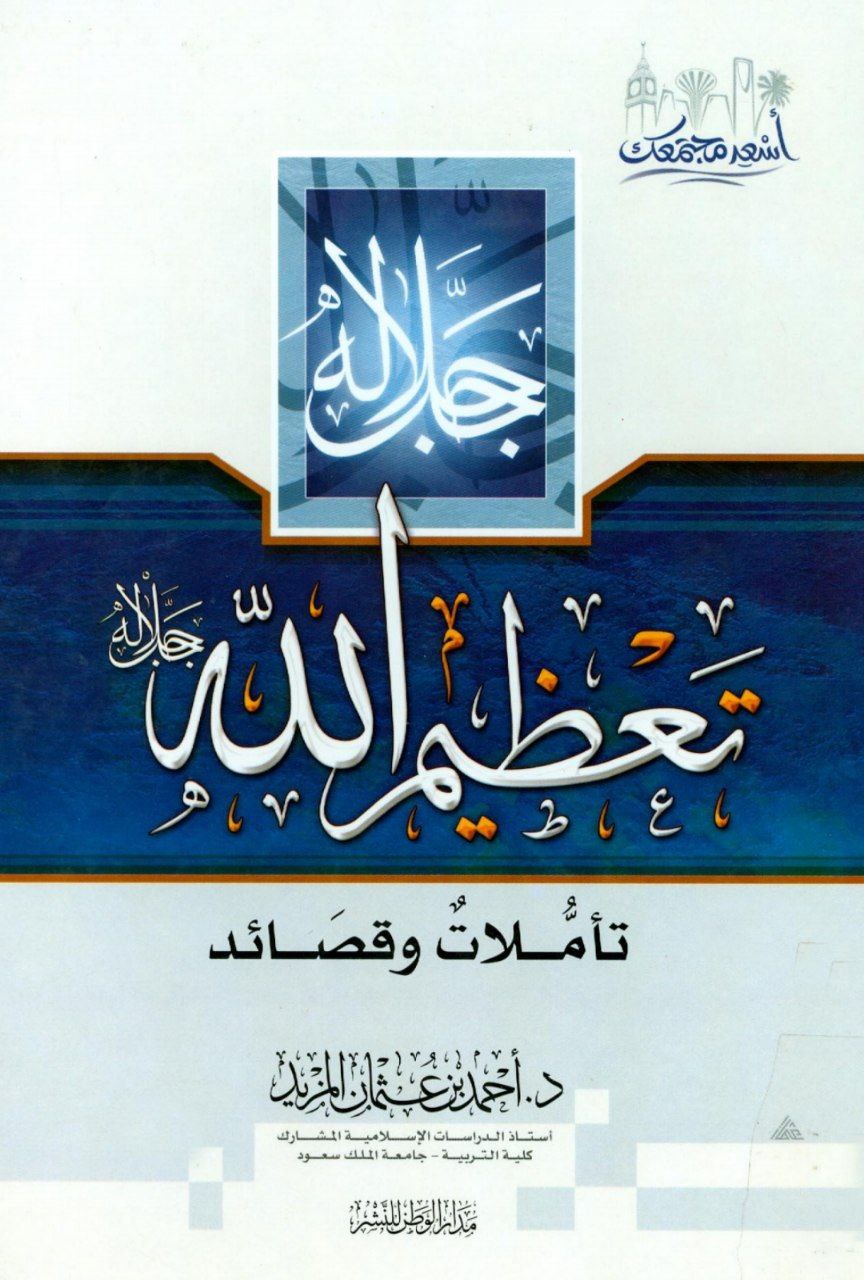 أسعد مجتمعك
جل جلاله
تعظيم الله جل جلاله
تأملات وقصائد
د. أحمد بن عثمان المزيد
أستاذ الدراسات الإسلامية المشارك
كلية التربية - جامعة الملك سعود
مدار الوطن للنشر